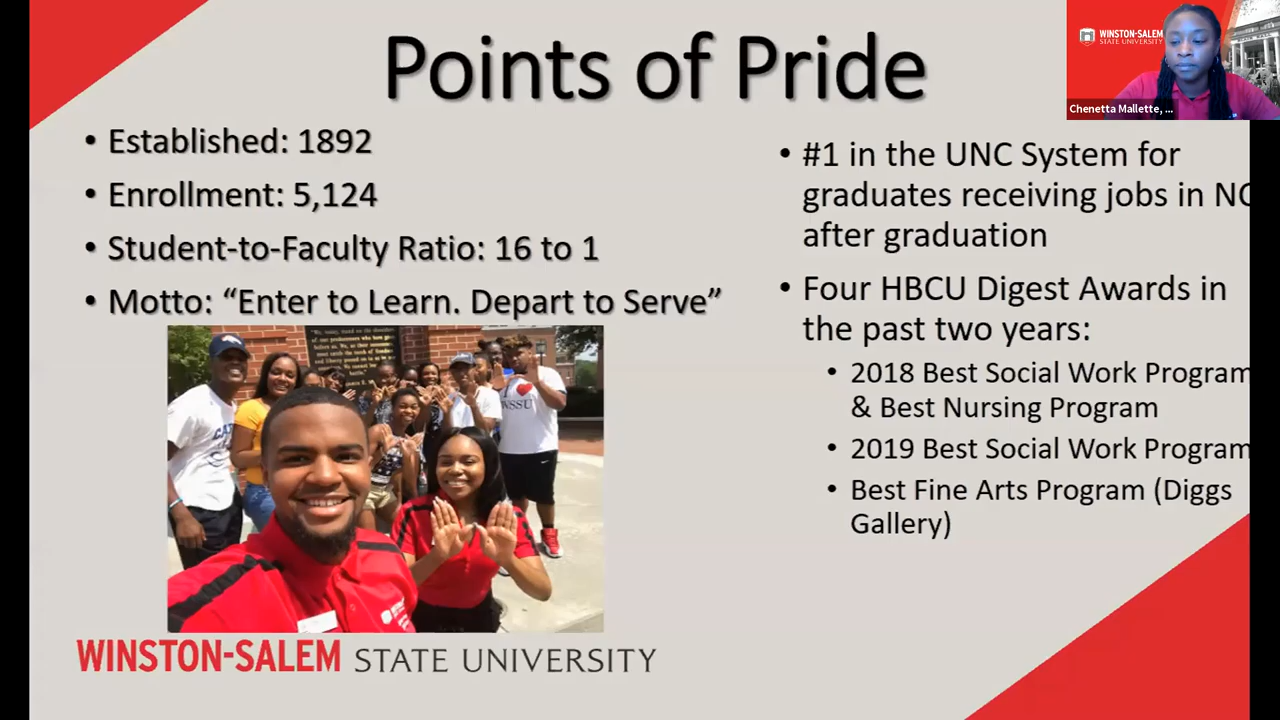 Points of Pride
• Established: 1892
• Enrollment: 5,124
• Student-to-Faculty Ratio: 16 to 1
• Motto: “Enter to Learn. Depart to Serve”
• #1 in the UNC System for
graduates receiving jobs in NC
after graduation
• Four HBCU Digest Awards in
the past two years:
• 2018 Best Social Work Program
& Best Nursing Program
• 2019 Best Social Work Program
• Best Fine Arts Program (Diggs
Gallery)
WINSTON-SALEM STATE UNIVERSITY
WINSTON-SALEM
STATE UNIVERSITY
Chenetta Mallette, ...
WSSU